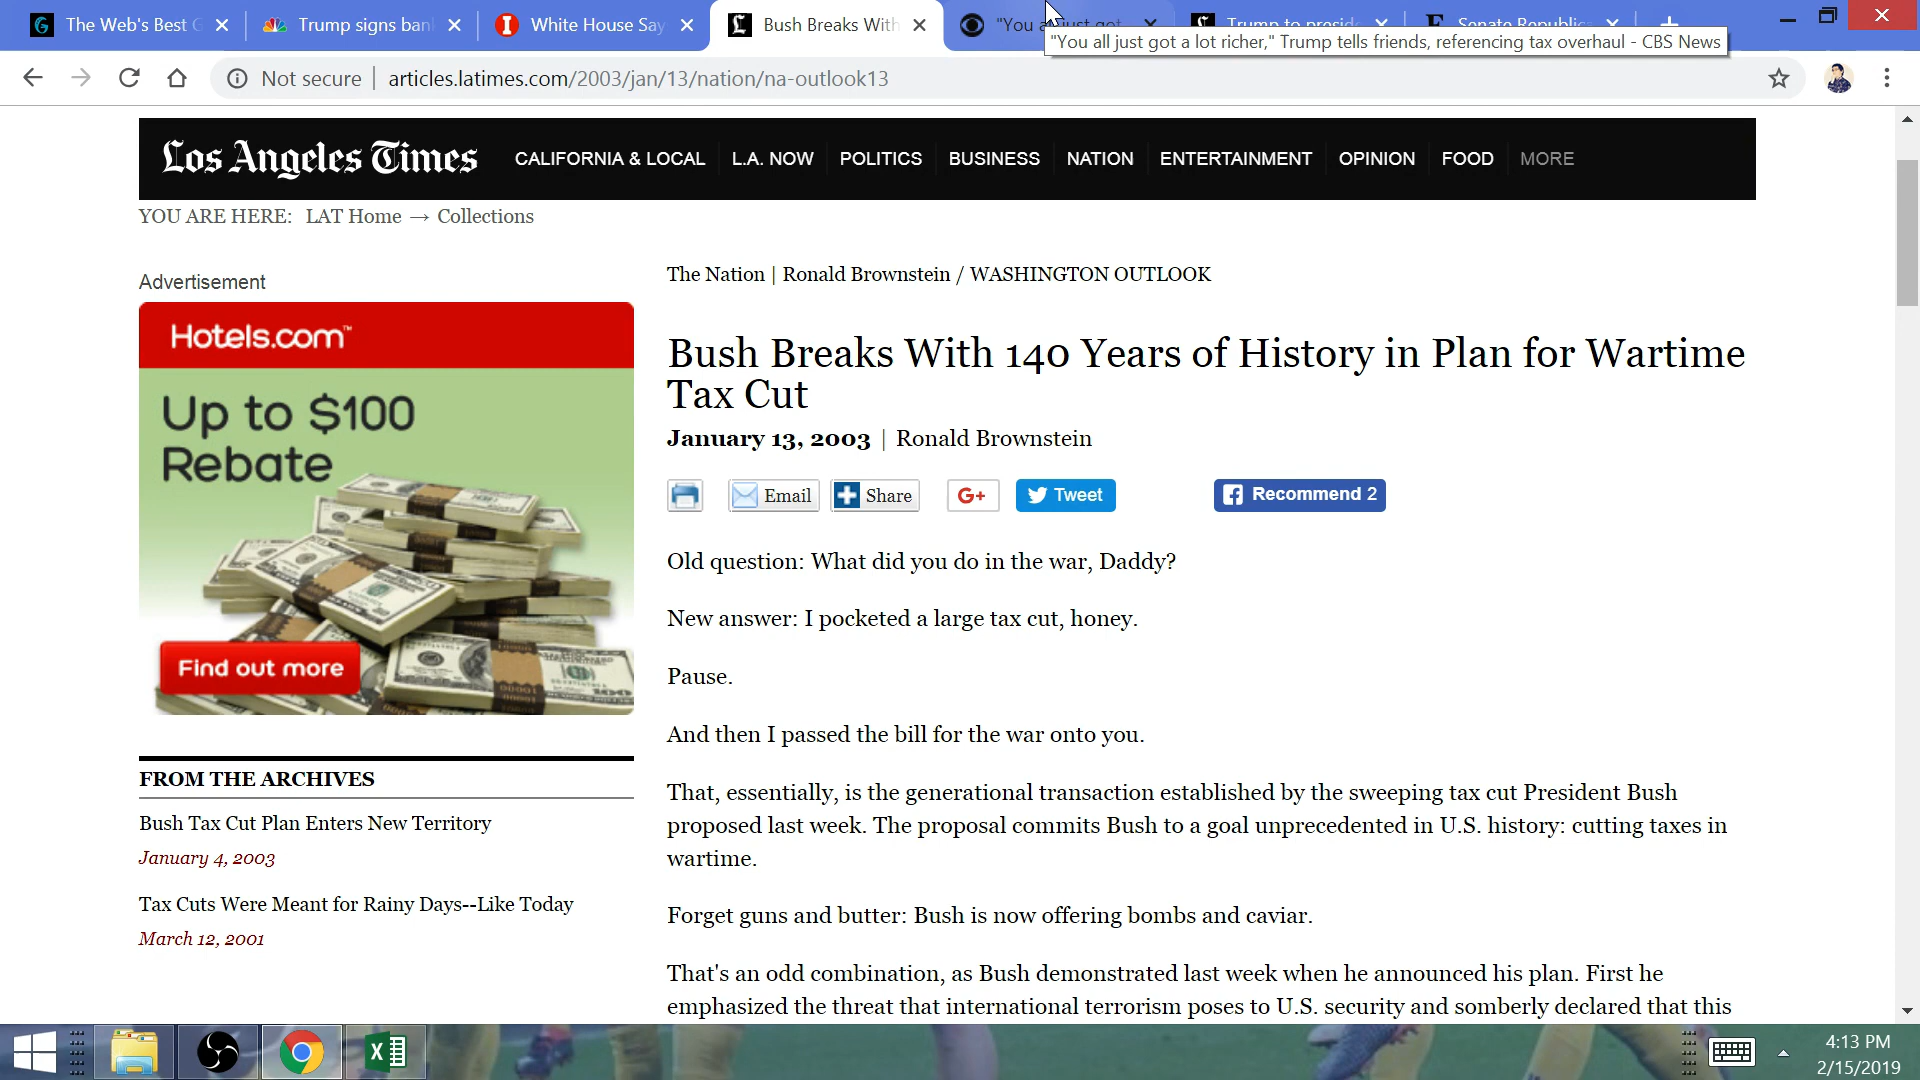 The Web's Best G
Trump signs ban
White House Say
Bush Breaks With
"You all just got
Trump to presid
Senate Republic
"You all just got a lot richer," Trump tells friends, referencing tax overhaul - CBS News
Not secure | articles.latimes.com/2003/jan/13/nation/na-outlook13
Los Angeles Times
CALIFORNIA & LOCAL L.A. NOW POLITICS BUSINESS NATION ENTERTAINMENT OPINION FOOD MORE
YOU ARE HERE: LAT Home → Collections
Advertisement
Hotels.com™
Up to $100
Rebate
Find out more
FROM THE ARCHIVES
Bush Tax Cut Plan Enters New Territory
January 4, 2003
Tax Cuts Were Meant for Rainy Days--Like Today
March 12, 2001
The Nation | Ronald Brownstein / WASHINGTON OUTLOOK
Bush Breaks With 140 Years of History in Plan for Wartime
Tax Cut
January 13, 2003 | Ronald Brownstein
Email Share G+ Tweet Recommend 2
Old question: What did you do in the war, Daddy?
New answer: I pocketed a large tax cut, honey.
Pause.
And then I passed the bill for the war onto you.
That, essentially, is the generational transaction established by the sweeping tax cut President Bush
proposed last week. The proposal commits Bush to a goal unprecedented in U.S. history: cutting taxes in
wartime.
Forget guns and butter: Bush is now offering bombs and caviar.
That's an odd combination, as Bush demonstrated last week when he announced his plan. First he
emphasized the threat that international terrorism poses to U.S. security and somberly declared that this
4:13 PM
2/15/2019